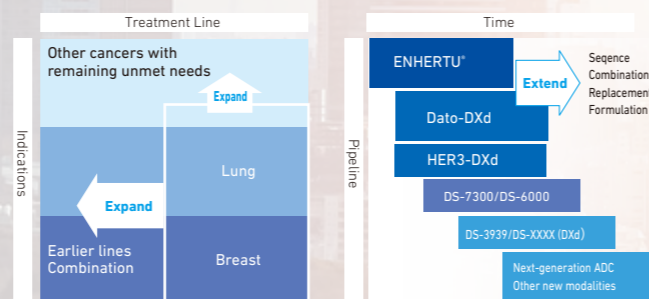 Treatment Line
Indications
Other cancers with
remaining unmet needs
Expand
Lung
Expand
Earlier lines
Combination
Breast
Time
Pipeline
ENHERTU®
Extend
Seqence
Combination
Replacement
Formulation
Dato-DXd
HER3-DXd
DS-7300/DS-6000
DS-3939/DS-XXXX (DXd)
Next-generation ADC
Other new modalities